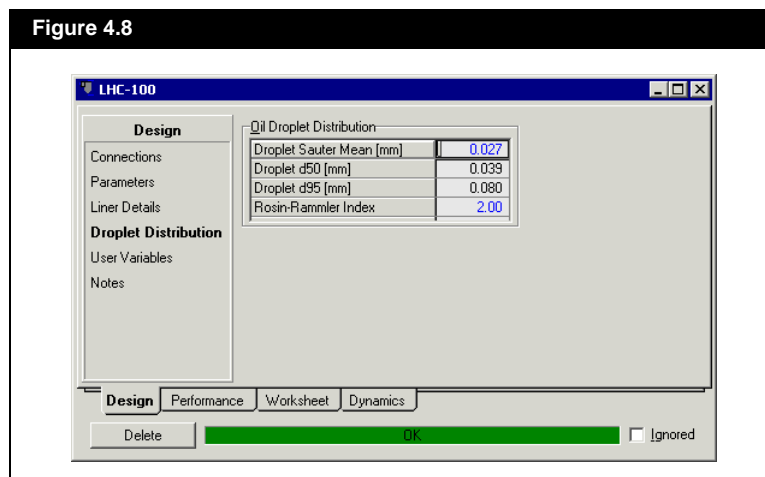 Figure 4.8
LHC-100
Design
Connections
Parameters
Liner Details
Droplet Distribution
User Variables
Notes
Oil Droplet Distribution
Droplet Sauter Mean [mm] 0.027
Droplet d50 [mm] 0.039
Droplet d95 [mm] 0.080
Rosin-Rammler Index 2.00
Design Performance Worksheet Dynamics
Delete OK Ignored